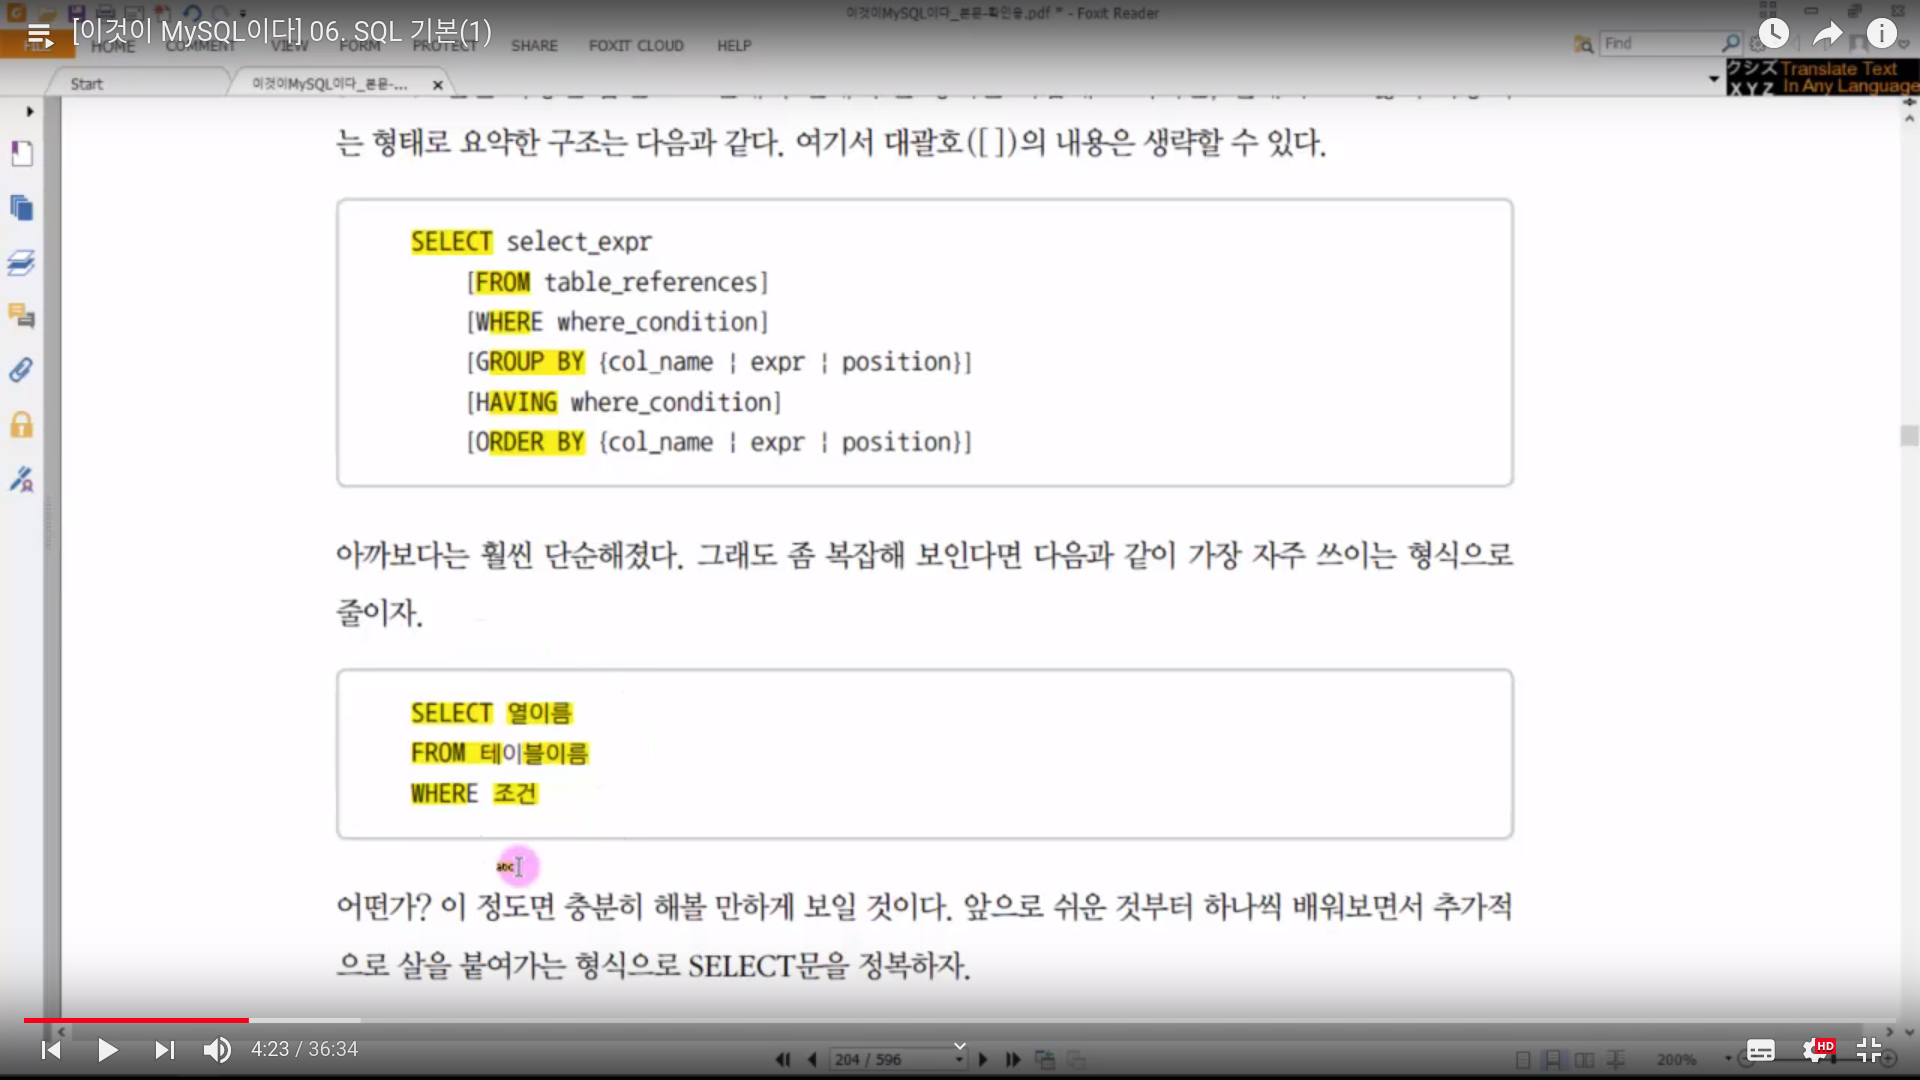 [이것이 MySQL이다] 06. SQL 기본(1)
이것이MySQL이다_본문-확인용.pdf * - Foxit Reader
FILE HOME COMMENT VIEW FORM PROTECT SHARE FOXIT CLOUD HELP
Find
Start
이것이MySQL이다_본문-...
クシズ Translate Text
XYZ In Any Language
는 형태로 요약한 구조는 다음과 같다. 여기서 대괄호([ ])의 내용은 생략할 수 있다.
SELECT select_expr
[FROM table_references]
[WHERE where_condition]
[GROUP BY {col_name | expr | position}]
[HAVING where_condition]
[ORDER BY {col_name | expr | position}]
아까보다는 훨씬 단순해졌다. 그래도 좀 복잡해 보인다면 다음과 같이 가장 자주 쓰이는 형식으로
줄이자.
SELECT 열이름
FROM 테이블이름
WHERE 조건
abc
어떤가? 이 정도면 충분히 해볼 만하게 보일 것이다. 앞으로 쉬운 것부터 하나씩 배워보면서 추가적
으로 살을 붙여가는 형식으로 SELECT문을 정복하자.
4:23 / 36:34
204 / 596
HD
200%